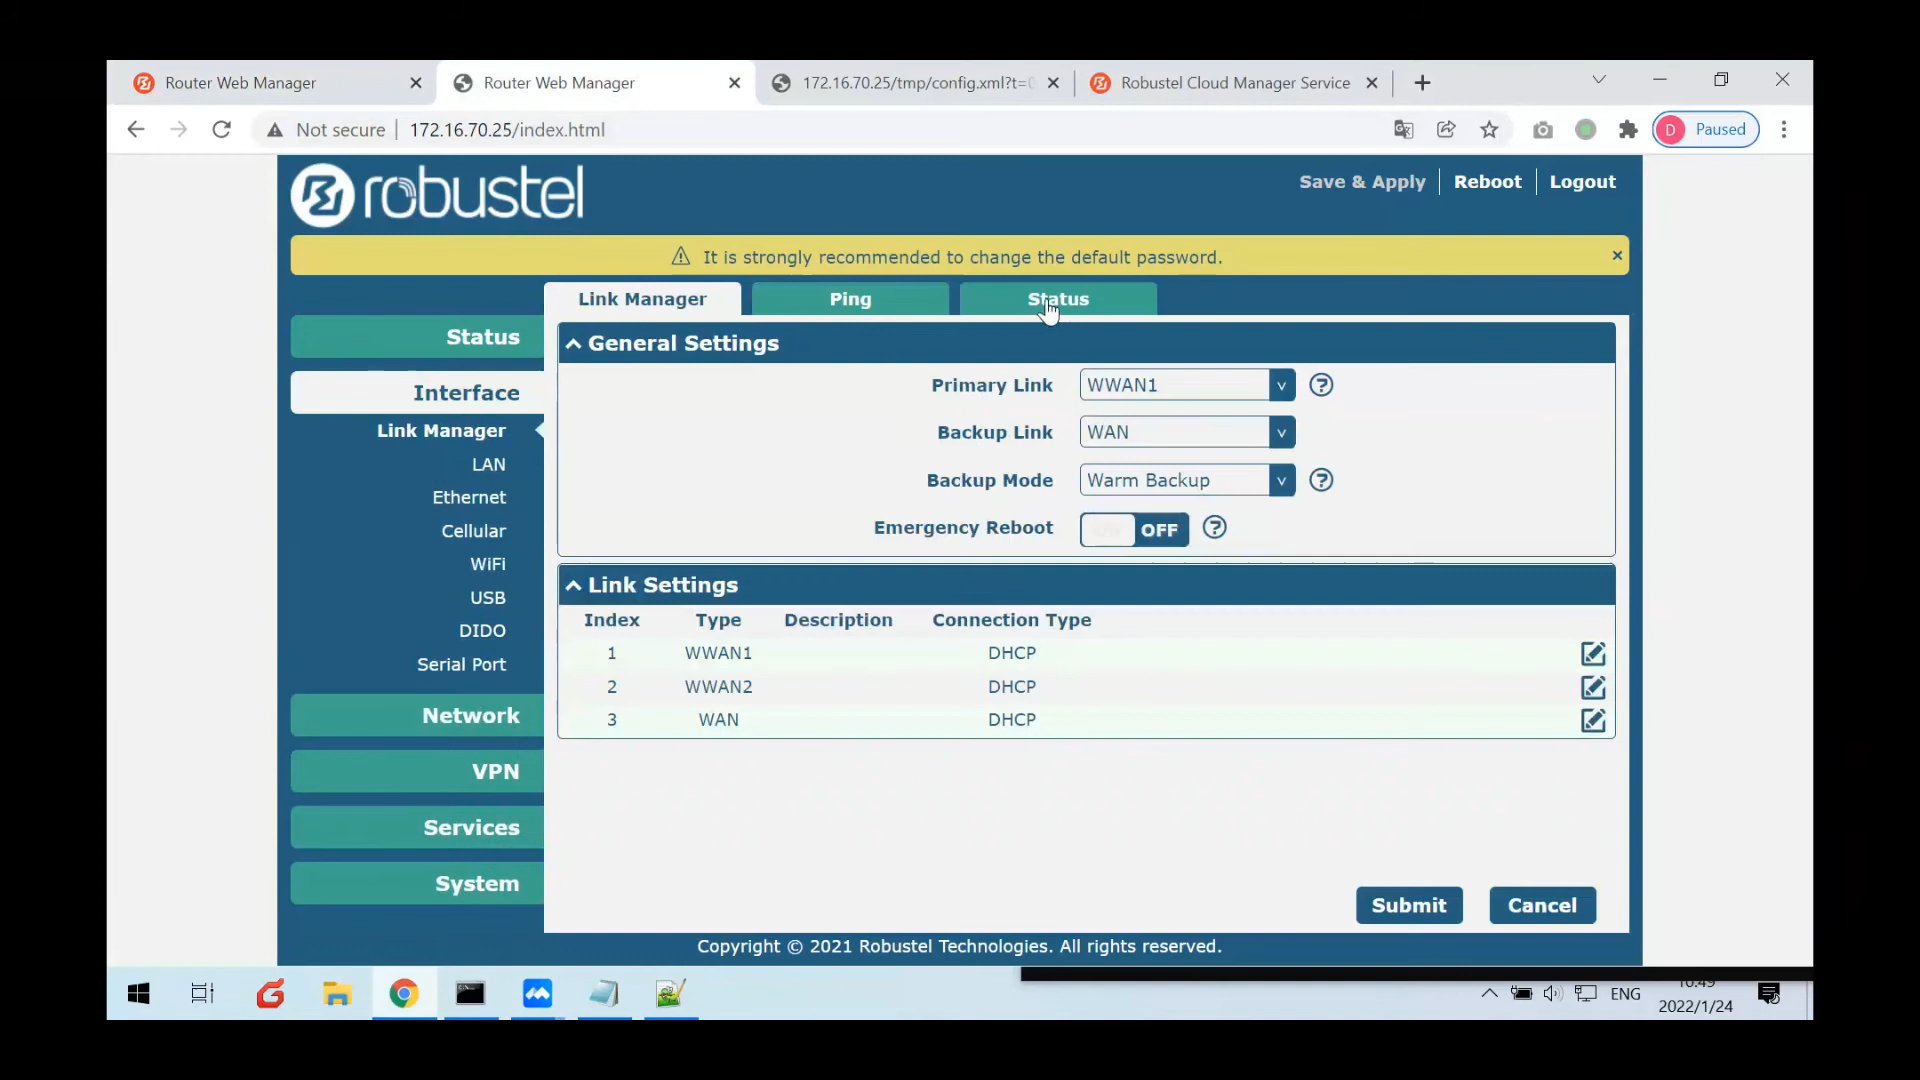 Router Web Manager
Router Web Manager
172.16.70.25/tmp/config.xml?t=
Robustel Cloud Manager Service
Not secure
172.16.70.25/index.html
D
Paused
robustel
Save & Apply
Reboot
Logout
It is strongly recommended to change the default password.
×
Link Manager
Ping
Status
Status
Interface
Link Manager
LAN
Ethernet
Cellular
WiFi
USB
DIDO
Serial Port
Network
VPN
Services
System
General Settings
Primary Link
WWAN1
v
?
Backup Link
WAN
v
Backup Mode
Warm Backup
v
?
Emergency Reboot
OFF
?
Link Settings
Index Type Description Connection Type
1 WWAN1 DHCP
2 WWAN2 DHCP
3 WAN DHCP
Submit
Cancel
Copyright © 2021 Robustel Technologies. All rights reserved.
ENG
10:49
2022/1/24